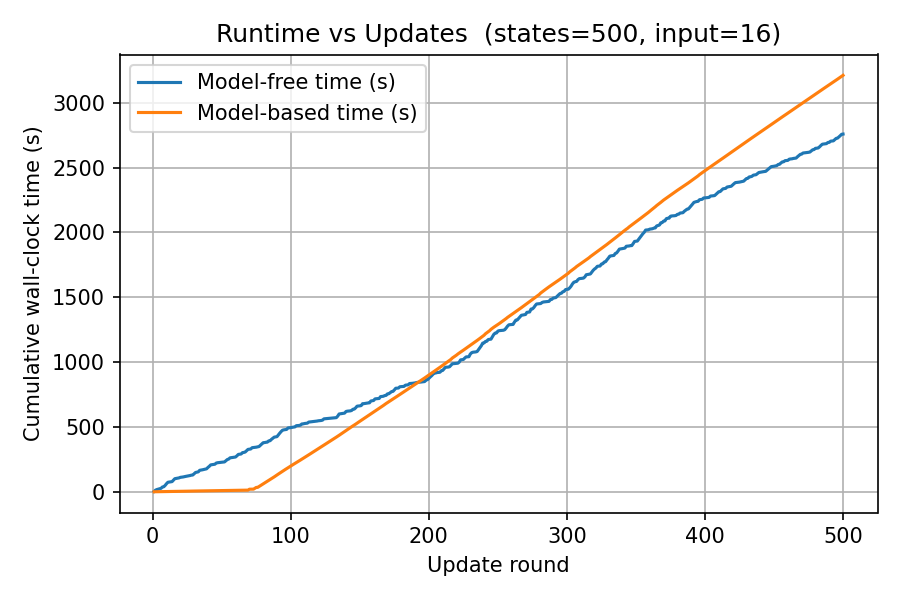 Runtime vs Updates  (states=500, input=16)
Model-free time (s)
Model-based time (s)
Cumulative wall-clock time (s)
3000
2500
2000
1500
1000
500
0
0 100 200 300 400 500
Update round